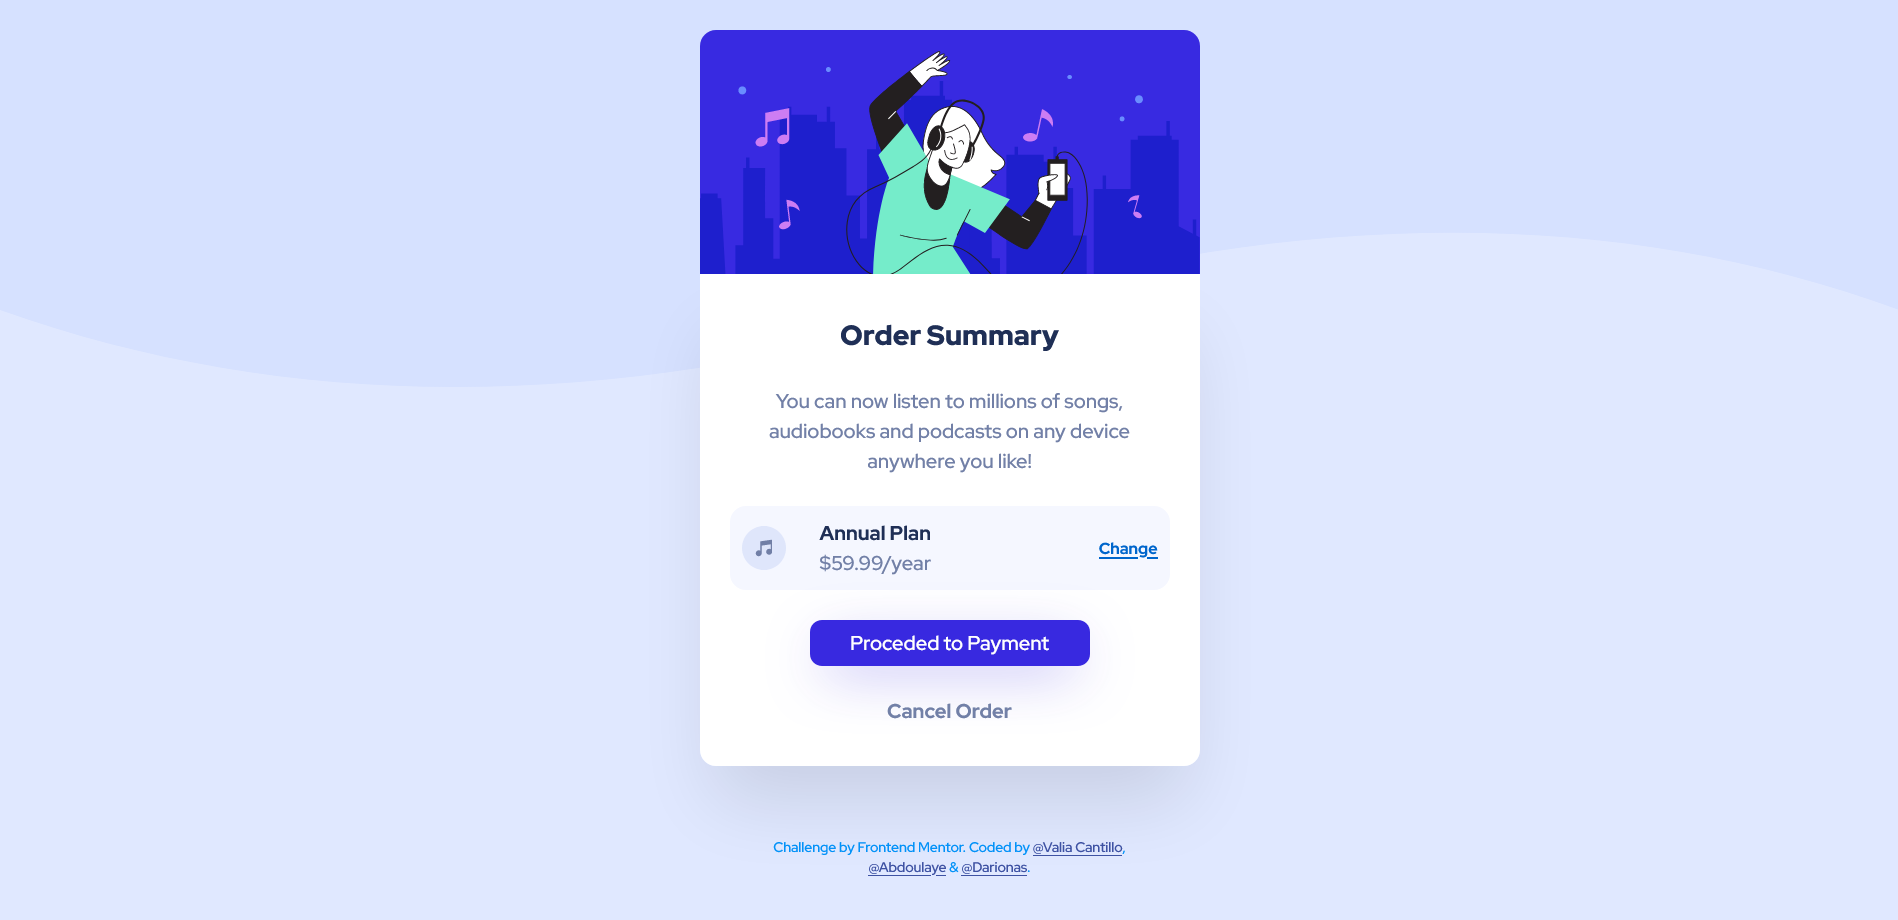 Order Summary
You can now listen to millions of songs,
audiobooks and podcasts on any device
anywhere you like!
Annual Plan
$59.99/year
Change
Proceded to Payment
Cancel Order
Challenge by Frontend Mentor. Coded by @Valia Cantillo,
@Abdoulaye & @Darionas.